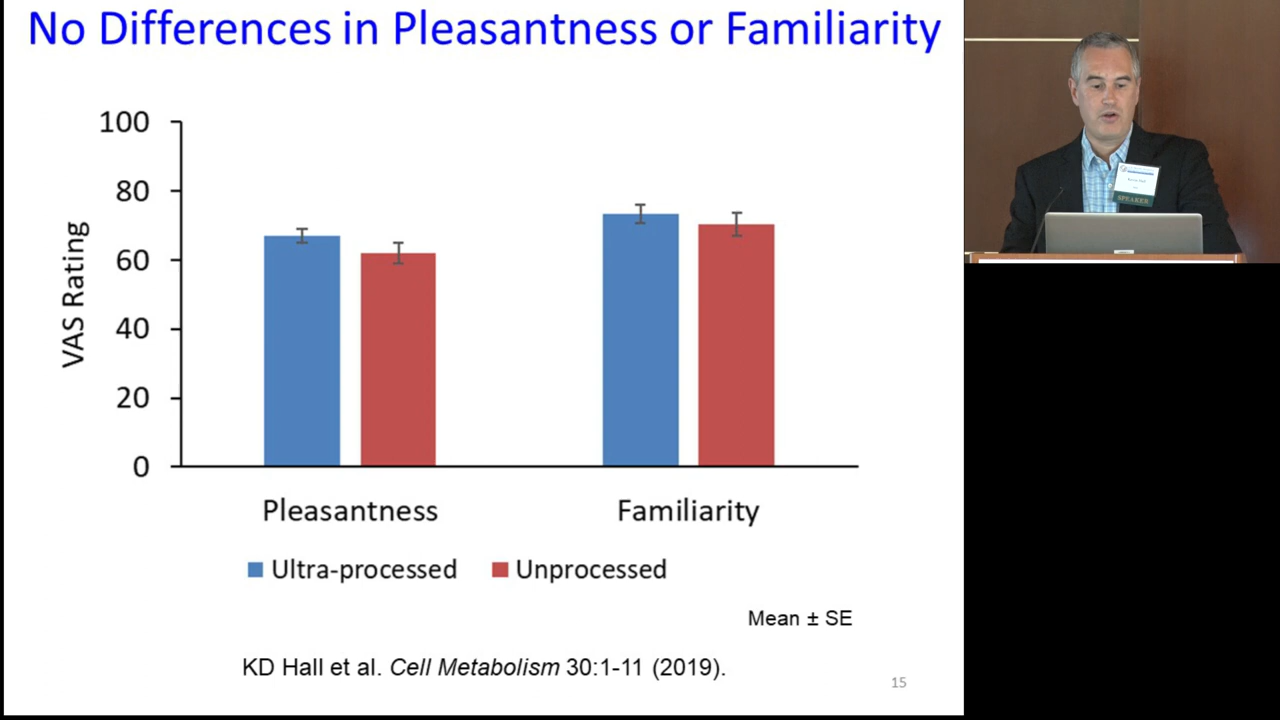 No Differences in Pleasantness or Familiarity
100
80
60
40
20
0
VAS Rating
Pleasantness Familiarity
Ultra-processed Unprocessed
Mean ± SE
KD Hall et al. Cell Metabolism 30:1-11 (2019).
15
SPEAKER